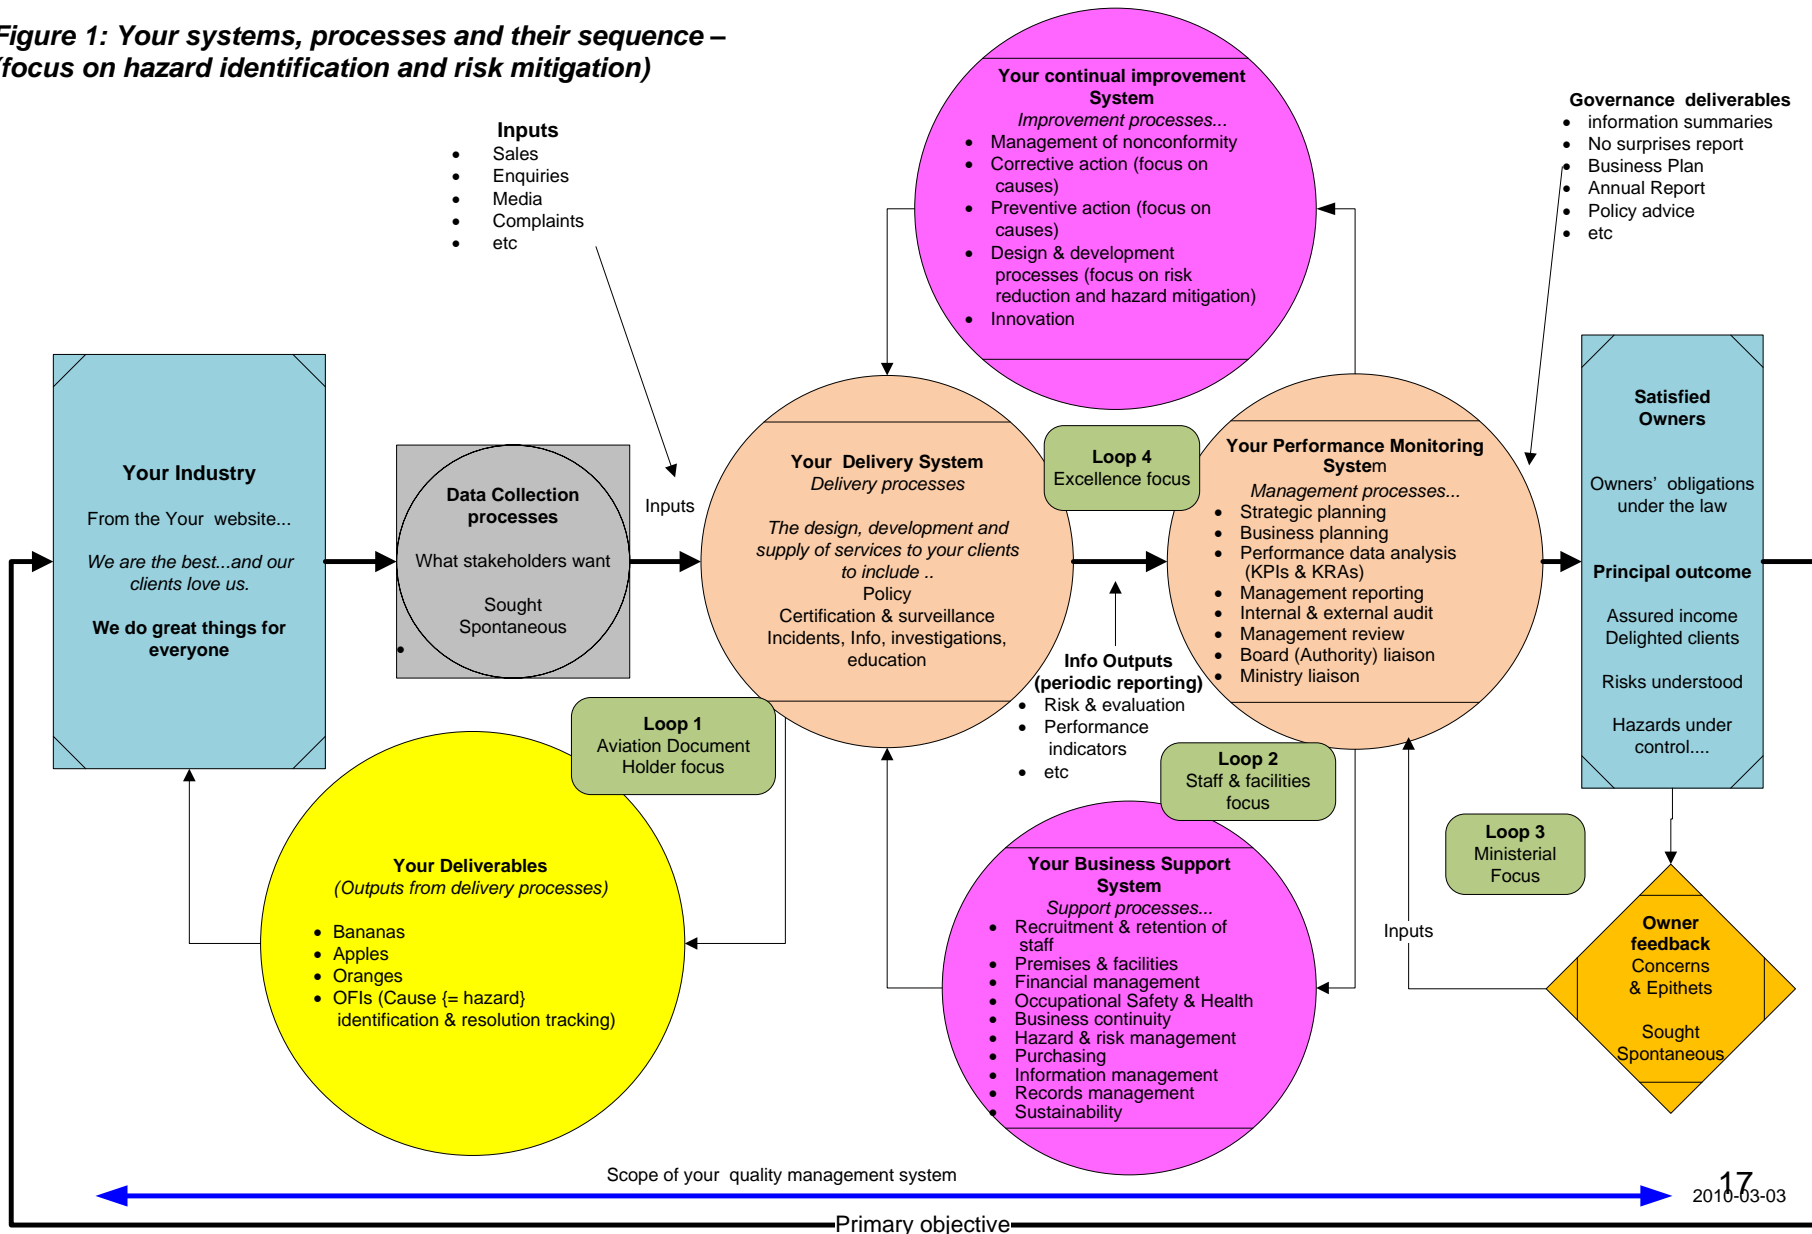 Figure 1: Your systems, processes and their sequence –
(focus on hazard identification and risk mitigation)
Inputs
• Sales
• Enquiries
• Media
• Complaints
• etc
Your continual improvement
System
Improvement processes...
• Management of nonconformity
• Corrective action (focus on
causes)
• Preventive action (focus on
causes)
• Design & development
processes (focus on risk
reduction and hazard mitigation)
• Innovation
Governance deliverables
• information summaries
• No surprises report
• Business Plan
• Annual Report
• Policy advice
• etc
Your Industry
From the Your website...
We are the best...and our
clients love us.
We do great things for
everyone
Data Collection
processes
What stakeholders want
Sought
Spontaneous
•
Inputs
Your Delivery System
Delivery processes
The design, development and
supply of services to your clients
to include ..
Policy
Certification & surveillance
Incidents, Info, investigations,
education
Loop 4
Excellence focus
Your Performance Monitoring
System
Management processes...
• Strategic planning
• Business planning
• Performance data analysis
(KPIs & KRAs)
• Management reporting
• Internal & external audit
• Management review
• Board (Authority) liaison
• Ministry liaison
Satisfied
Owners
Owners' obligations
under the law
Principal outcome
Assured income
Delighted clients
Risks understood
Hazards under
control....
Info Outputs
(periodic reporting)
• Risk & evaluation
• Performance
indicators
• etc
Loop 1
Aviation Document
Holder focus
Loop 2
Staff & facilities
focus
Loop 3
Ministerial
Focus
Your Deliverables
(Outputs from delivery processes)
• Bananas
• Apples
• Oranges
• OFIs (Cause {= hazard}
identification & resolution tracking)
Your Business Support
System
Support processes...
• Recruitment & retention of
staff
• Premises & facilities
• Financial management
• Occupational Safety & Health
• Business continuity
• Hazard & risk management
• Purchasing
• Information management
• Records management
• Sustainability
Inputs
Owner
feedback
Concerns
& Epithets
Sought
Spontaneous
Scope of your quality management system
17
2010-03-03
Primary objective